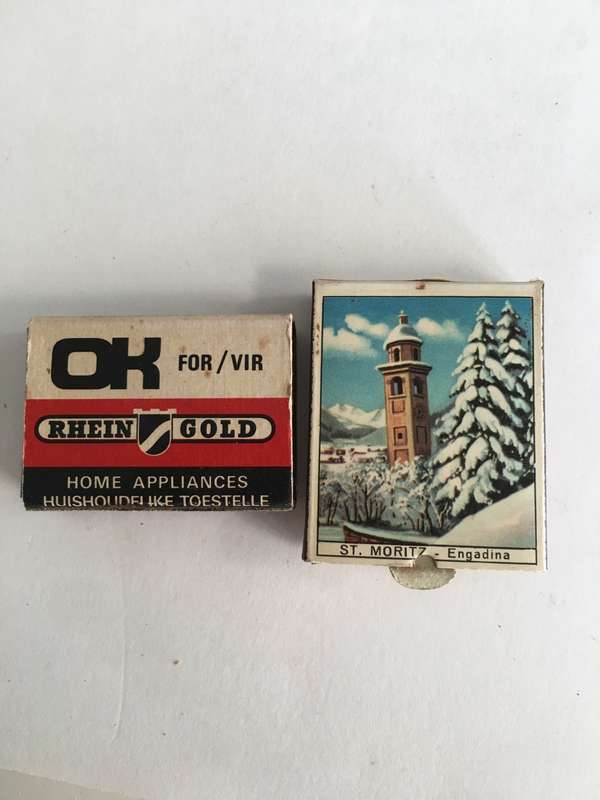 OK FOR/VIR
RHEIN GOLD
HOME APPLIANCES
HUISHOUDELIKE TOESTELLE
ST. MORITZ - Engadina